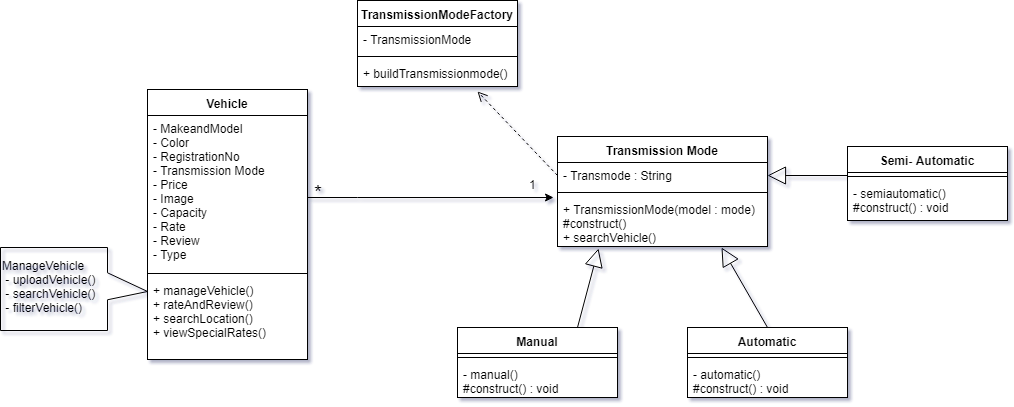 TransmissionModeFactory
- TransmissionMode
+ buildTransmissionmode()
Vehicle
- MakeandModel
- Color
- RegistrationNo
- Transmission Mode
- Price
- Image
- Capacity
- Rate
- Review
- Type
+ manageVehicle()
+ rateAndReview()
+ searchLocation()
+ viewSpecialRates()
ManageVehicle
- uploadVehicle()
- searchVehicle()
- filterVehicle()
*
1
Transmission Mode
- Transmode : String
+ TransmissionMode(model : mode)
#construct()
+ searchVehicle()
Semi- Automatic
- semiautomatic()
#construct() : void
Manual
- manual()
#construct() : void
Automatic
- automatic()
#construct() : void